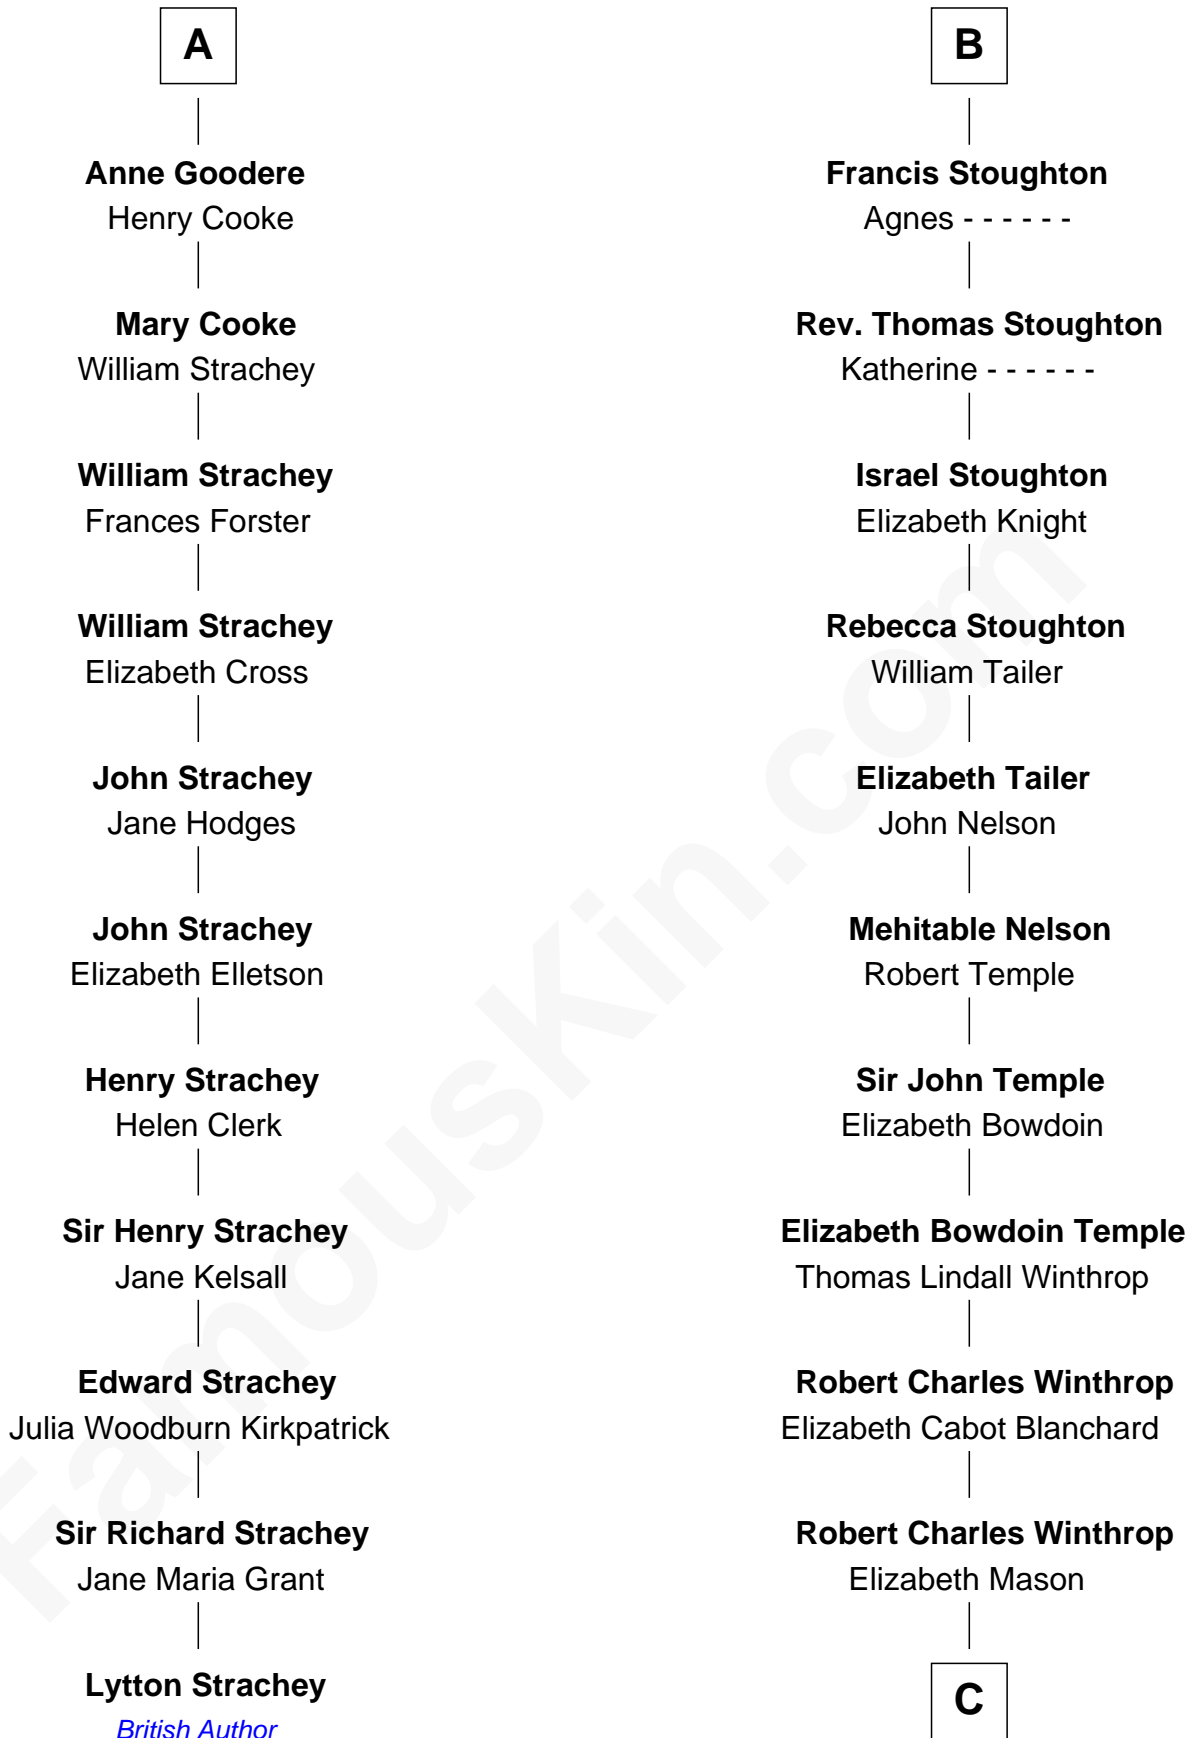 A
Anne Goodere
Henry Cooke
Mary Cooke
William Strachey
William Strachey
Frances Forster
William Strachey
Elizabeth Cross
John Strachey
Jane Hodges
John Strachey
Elizabeth Elletson
Henry Strachey
Helen Clerk
Sir Henry Strachey
Jane Kelsall
Edward Strachey
Julia Woodburn Kirkpatrick
Sir Richard Strachey
Jane Maria Grant
Lytton Strachey
British Author
B
Francis Stoughton
Agnes - - - - - -
Rev. Thomas Stoughton
Katherine - - - - - -
Israel Stoughton
Elizabeth Knight
Rebecca Stoughton
William Tailer
Elizabeth Tailer
John Nelson
Mehitable Nelson
Robert Temple
Sir John Temple
Elizabeth Bowdoin
Elizabeth Bowdoin Temple
Thomas Lindall Winthrop
Robert Charles Winthrop
Elizabeth Cabot Blanchard
Robert Charles Winthrop
Elizabeth Mason
C
FamousKin.com